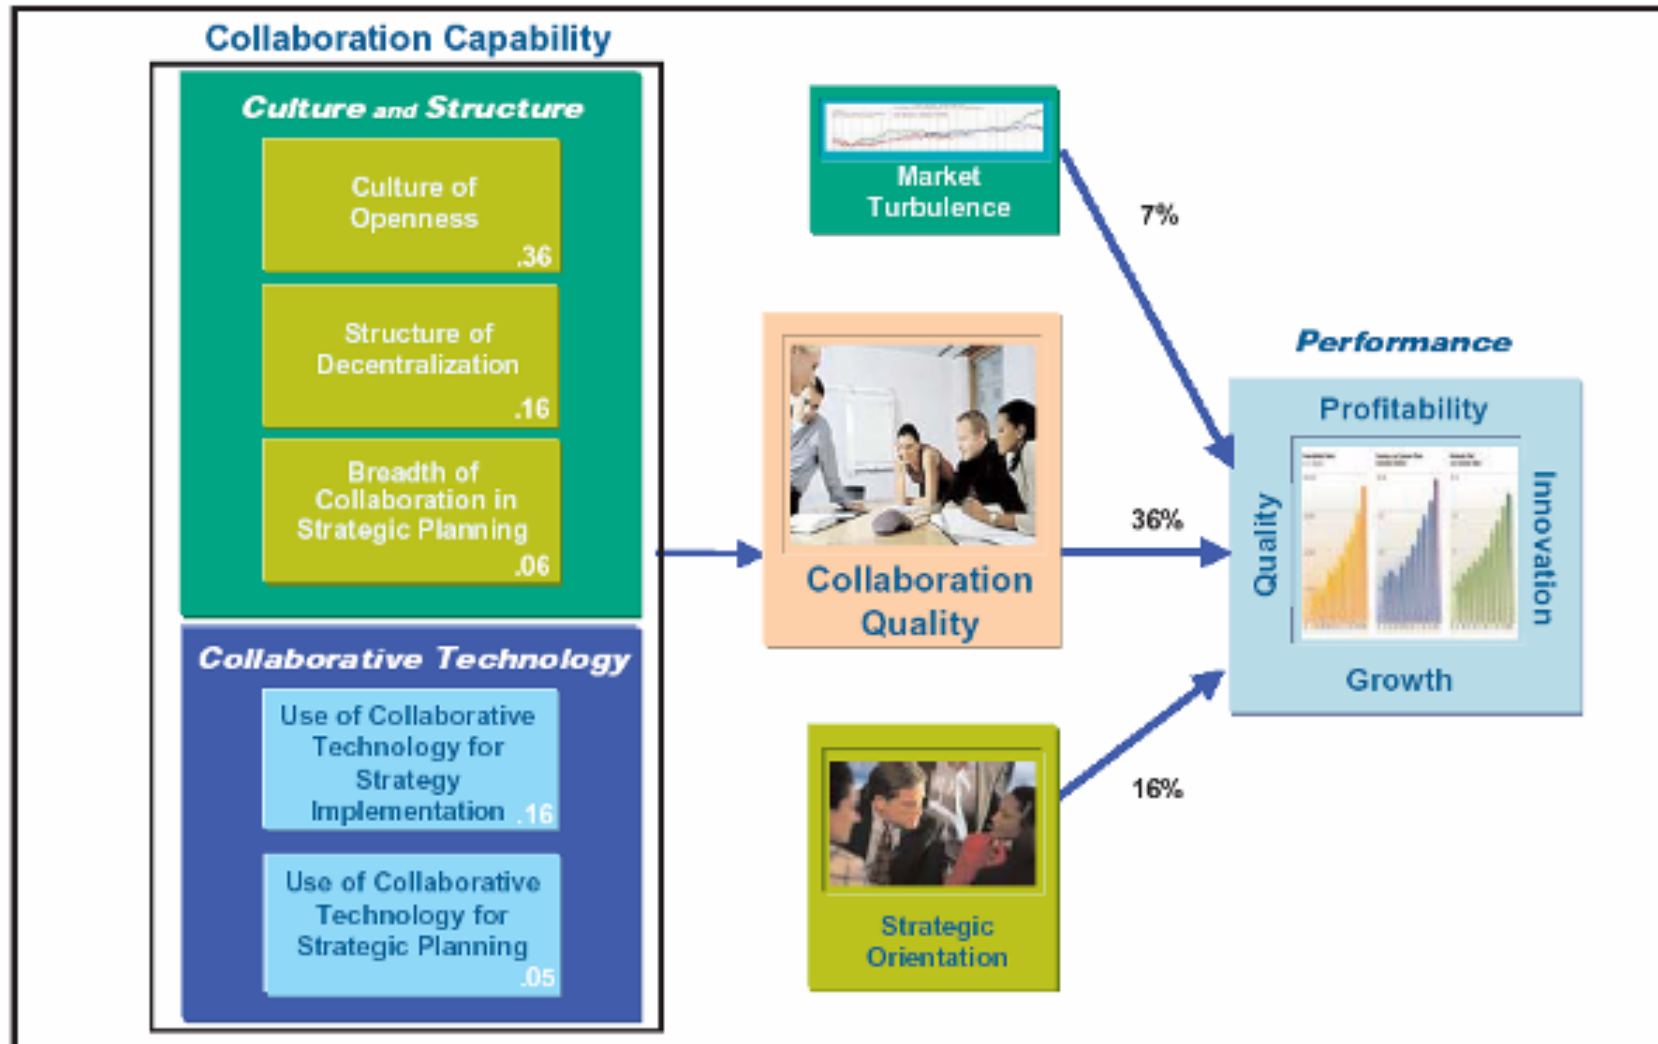 Collaboration Capability
Culture and Structure
Culture of
Openness
.36
Structure of
Decentralization
.16
Breadth of
Collaboration in
Strategic Planning
.06
Collaborative Technology
Use of Collaborative
Technology for
Strategy
Implementation .16
Use of Collaborative
Technology for
Strategic Planning
.05
Market
Turbulence
7%
Collaboration
Quality
36%
Strategic
Orientation
16%
Performance
Profitability
Quality
Innovation
Growth